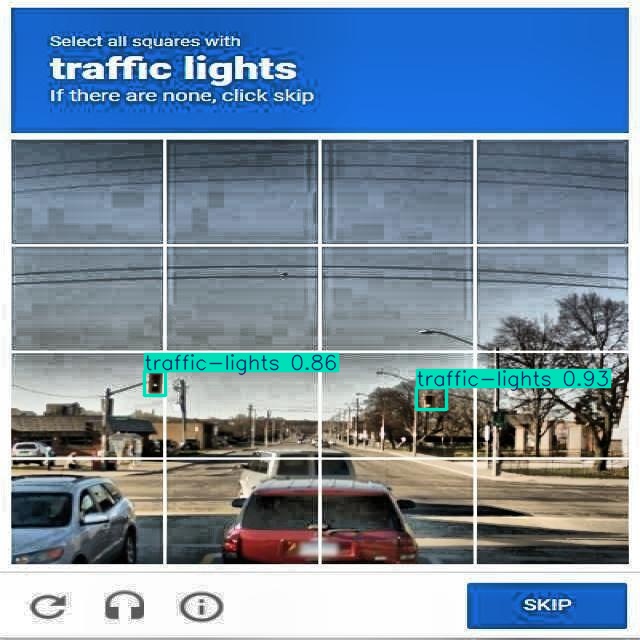 Select all squares with
traffic lights
If there are none, click skip
traffic-lights 0.86
traffic-lights 0.93
SKIP